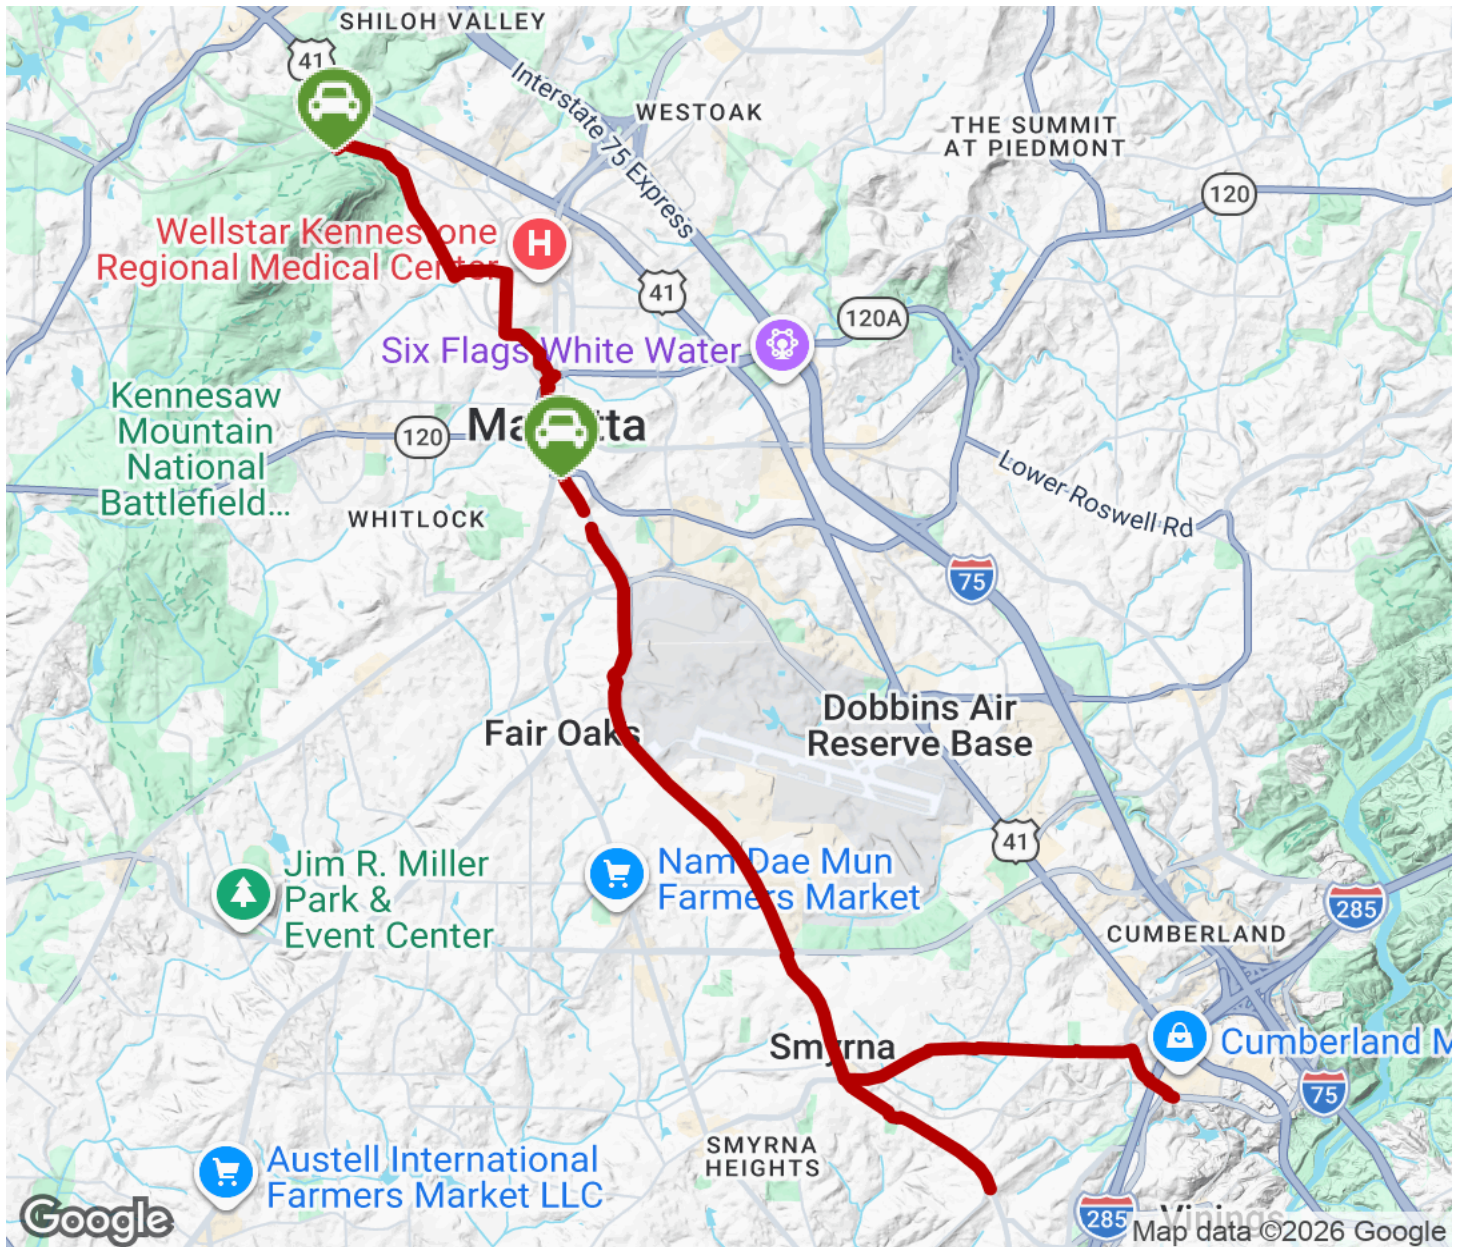 SHILOH VALLEY
41
Interstate 75 Express
WESTOAK
THE SUMMIT
AT PIEDMONT
120
Wellstar Kennestone
Regional Medical Center
H
41
120A
Six Flags White Water
Kennesaw
Mountain
National
Battlefield...
120
Marietta
Lower Roswell Rd
WHITLOCK
75
Fair Oaks
Dobbins Air
Reserve Base
41
Jim R. Miller
Park &
Event Center
Nam Dae Mun
Farmers Market
285
CUMBERLAND
Smyrna
Cumberland M
75
SMYRNA
HEIGHTS
Austell International
Farmers Market LLC
285
Vinings
Google
Map data ©2026 Google